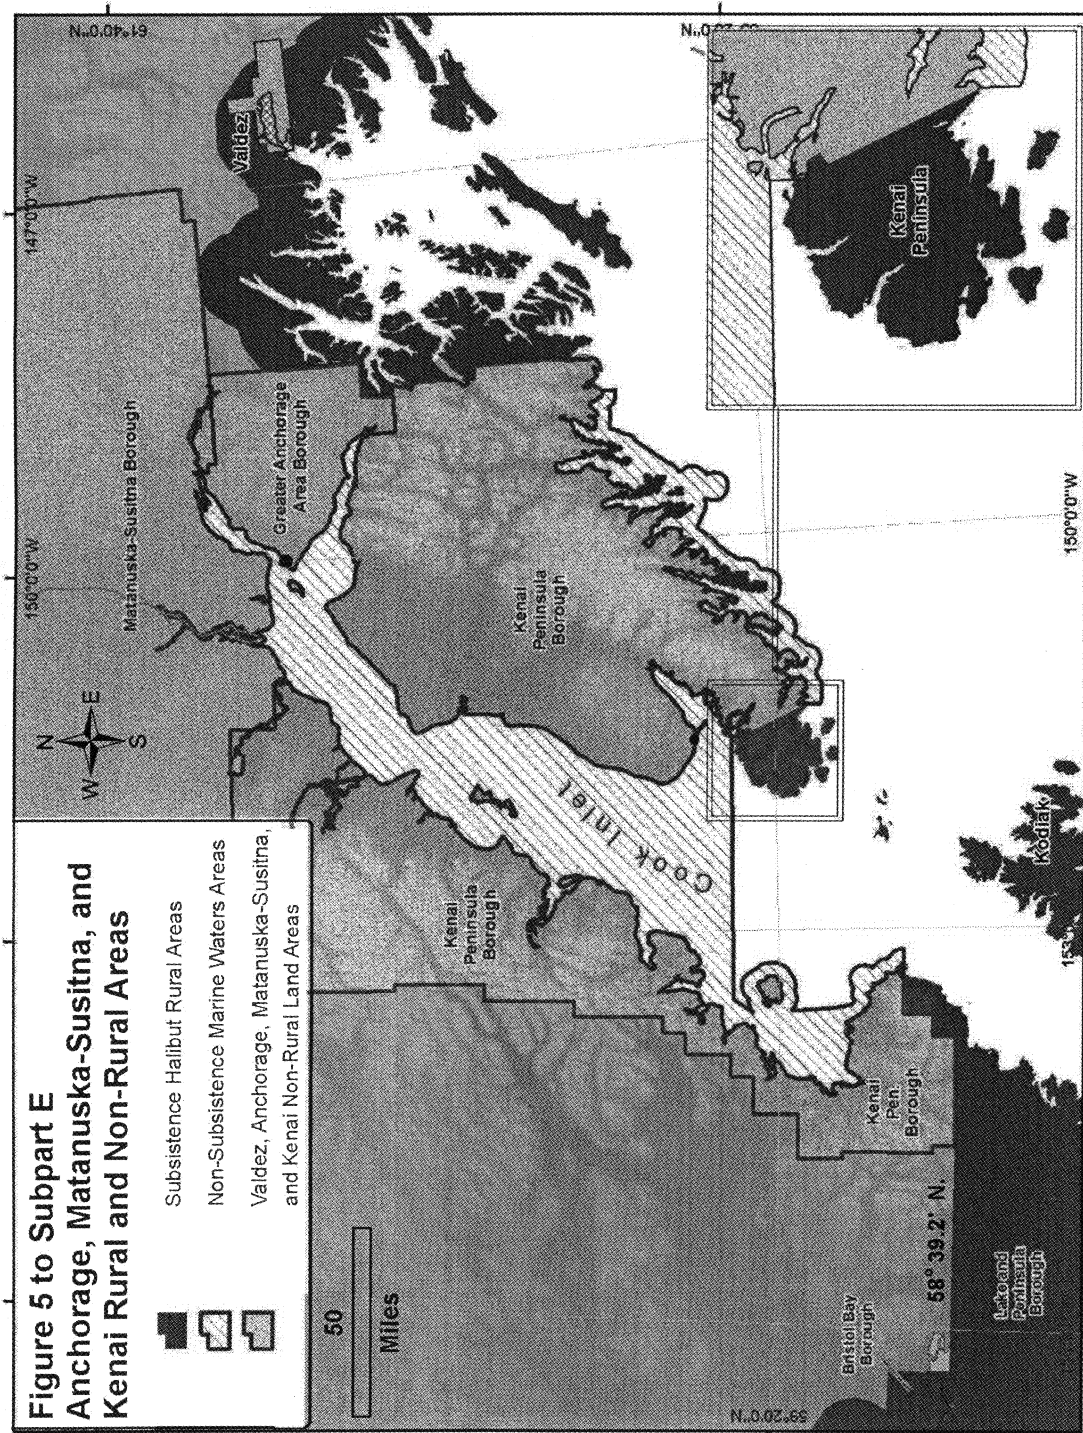 Figure 5 to Subpart E
Anchorage, Matanuska-Susitna, and
Kenai Rural and Non-Rural Areas
Subsistence Halibut Rural Areas
Non-Subsistence Marine Waters Areas
Valdez, Anchorage, Matanuska-Susitna,
and Kenai Non-Rural Land Areas
50
Miles
N
W
E
S
150°0'0"W
147°0'0"W
61°40'0"N
Matanuska-Susitna Borough
Valdez
Greater Anchorage
Area Borough
Kenai
Peninsula
Borough
Kenai
Peninsula
Borough
Cook Inlet
Kenai
Pen.
Borough
Kenai
Peninsula
Kodiak
Bristol Bay
Borough
58° 39.2' N.
Lake and
Peninsula
Borough
59°20'0"N
150°0'0"W